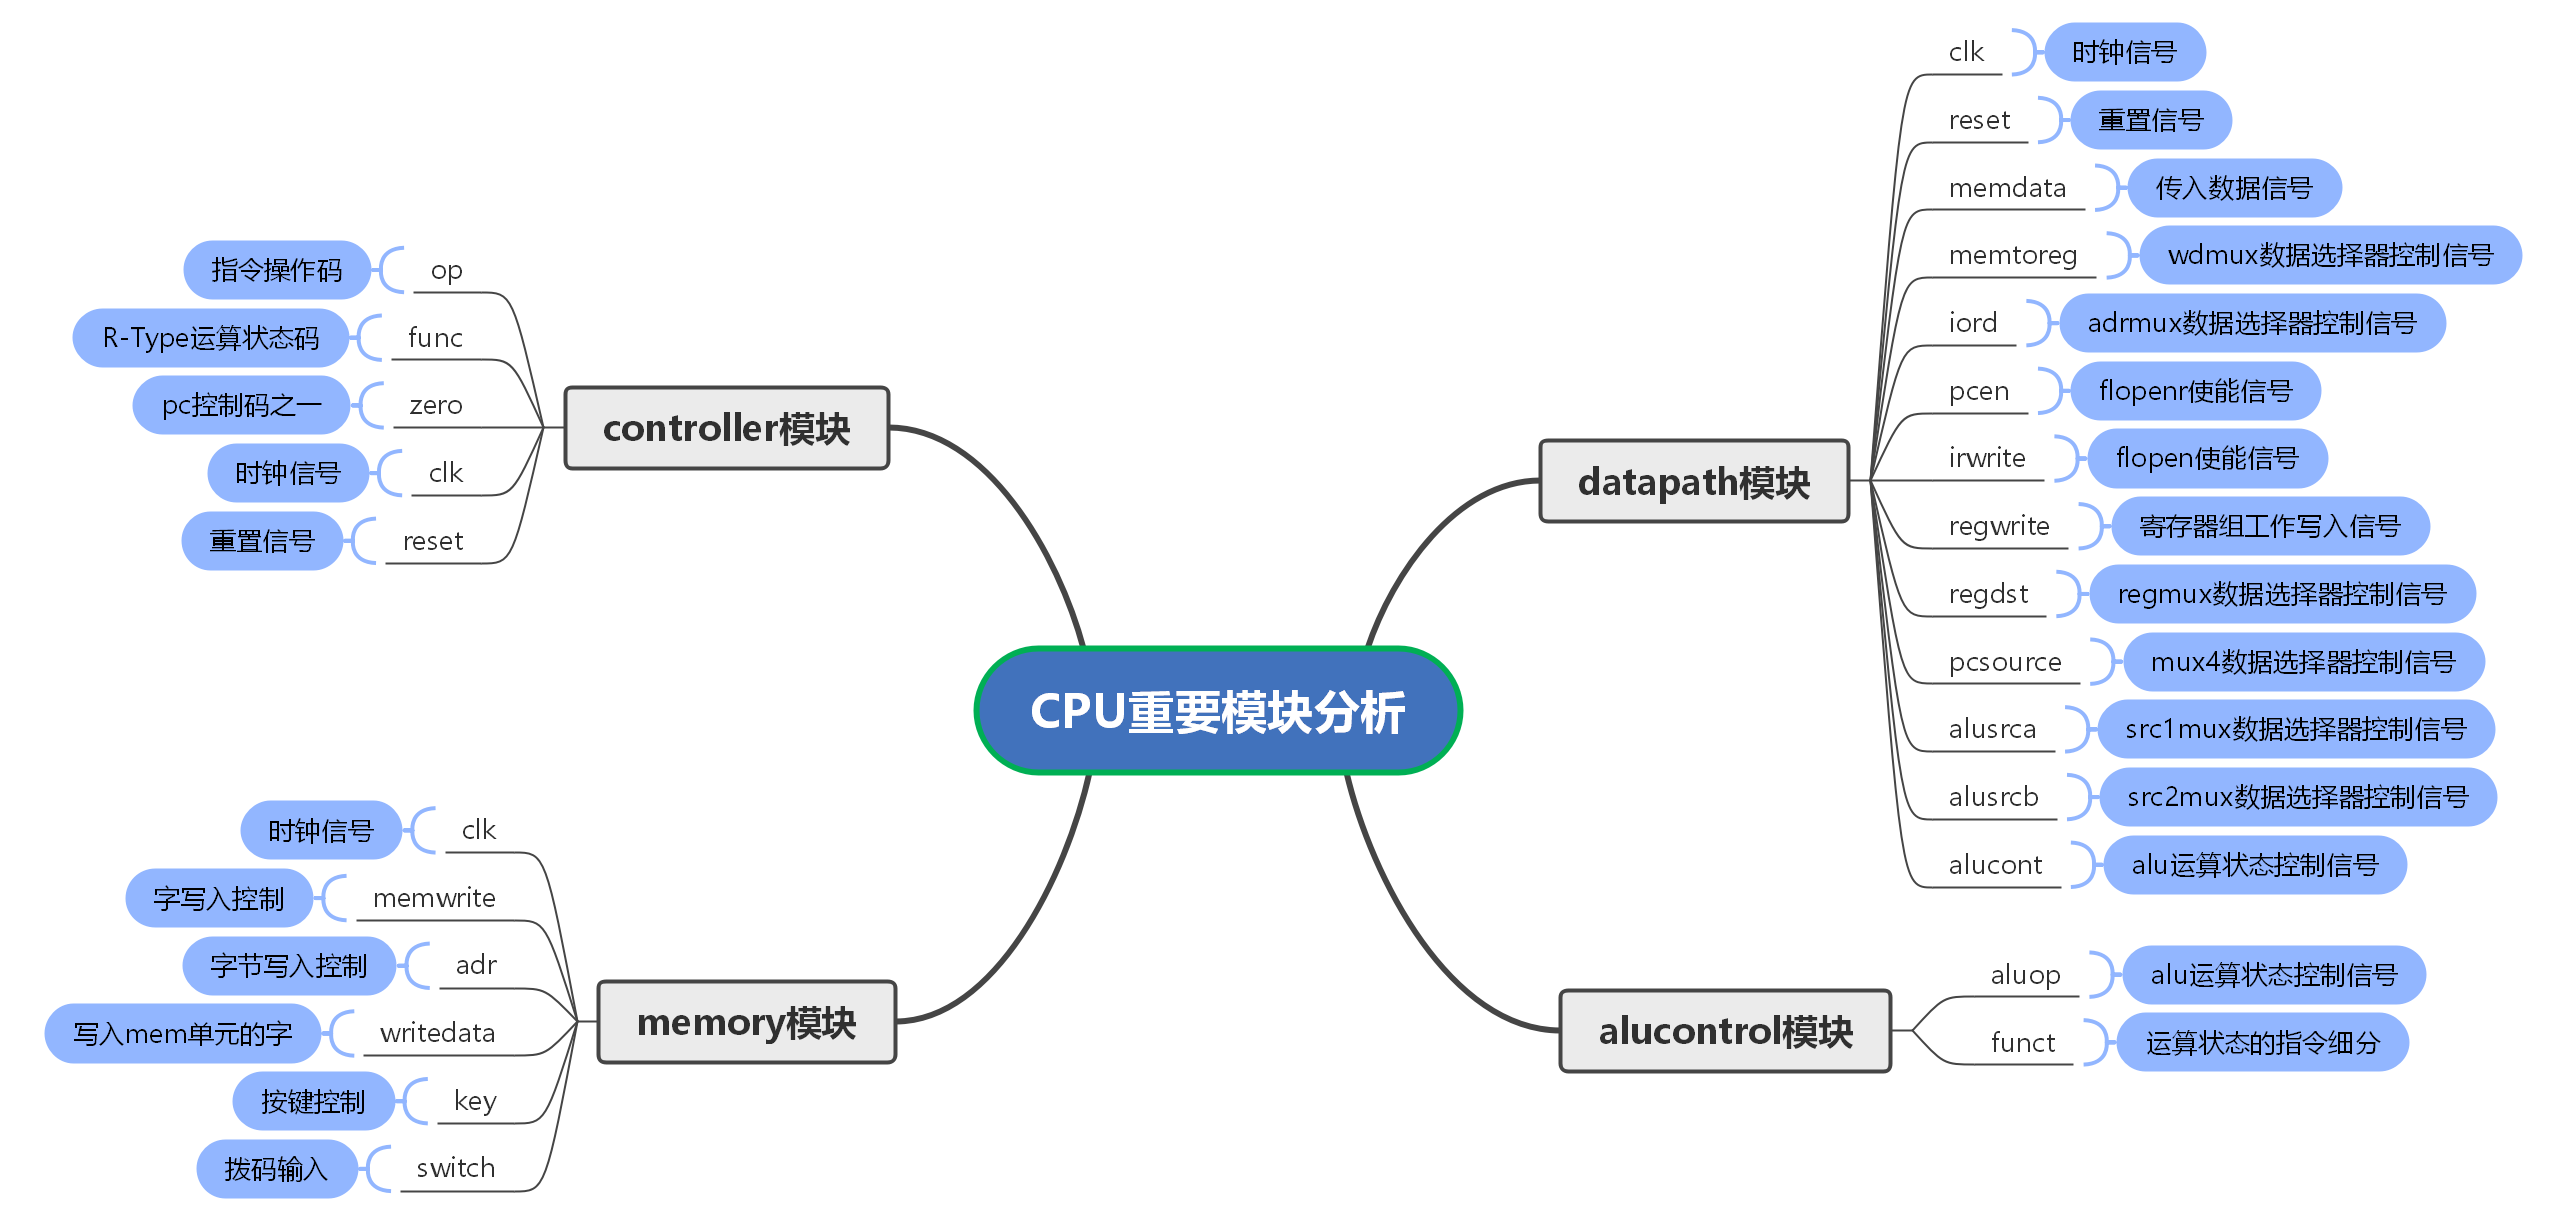 CPU重要模块分析
controller模块
op
指令操作码
func
R-Type运算状态码
zero
pc控制码之一
clk
时钟信号
reset
重置信号
memory模块
clk
时钟信号
memwrite
字写入控制
adr
字节写入控制
writedata
写入mem单元的字
key
按键控制
switch
拨码输入
datapath模块
clk
时钟信号
reset
重置信号
memdata
传入数据信号
memtoreg
wdmux数据选择器控制信号
iord
adrmux数据选择器控制信号
pcen
flopenr使能信号
irwrite
flopen使能信号
regwrite
寄存器组工作写入信号
regdst
regmux数据选择器控制信号
pcsource
mux4数据选择器控制信号
alusrca
src1mux数据选择器控制信号
alusrcb
src2mux数据选择器控制信号
alucont
alu运算状态控制信号
alucontrol模块
aluop
alu运算状态控制信号
funct
运算状态的指令细分